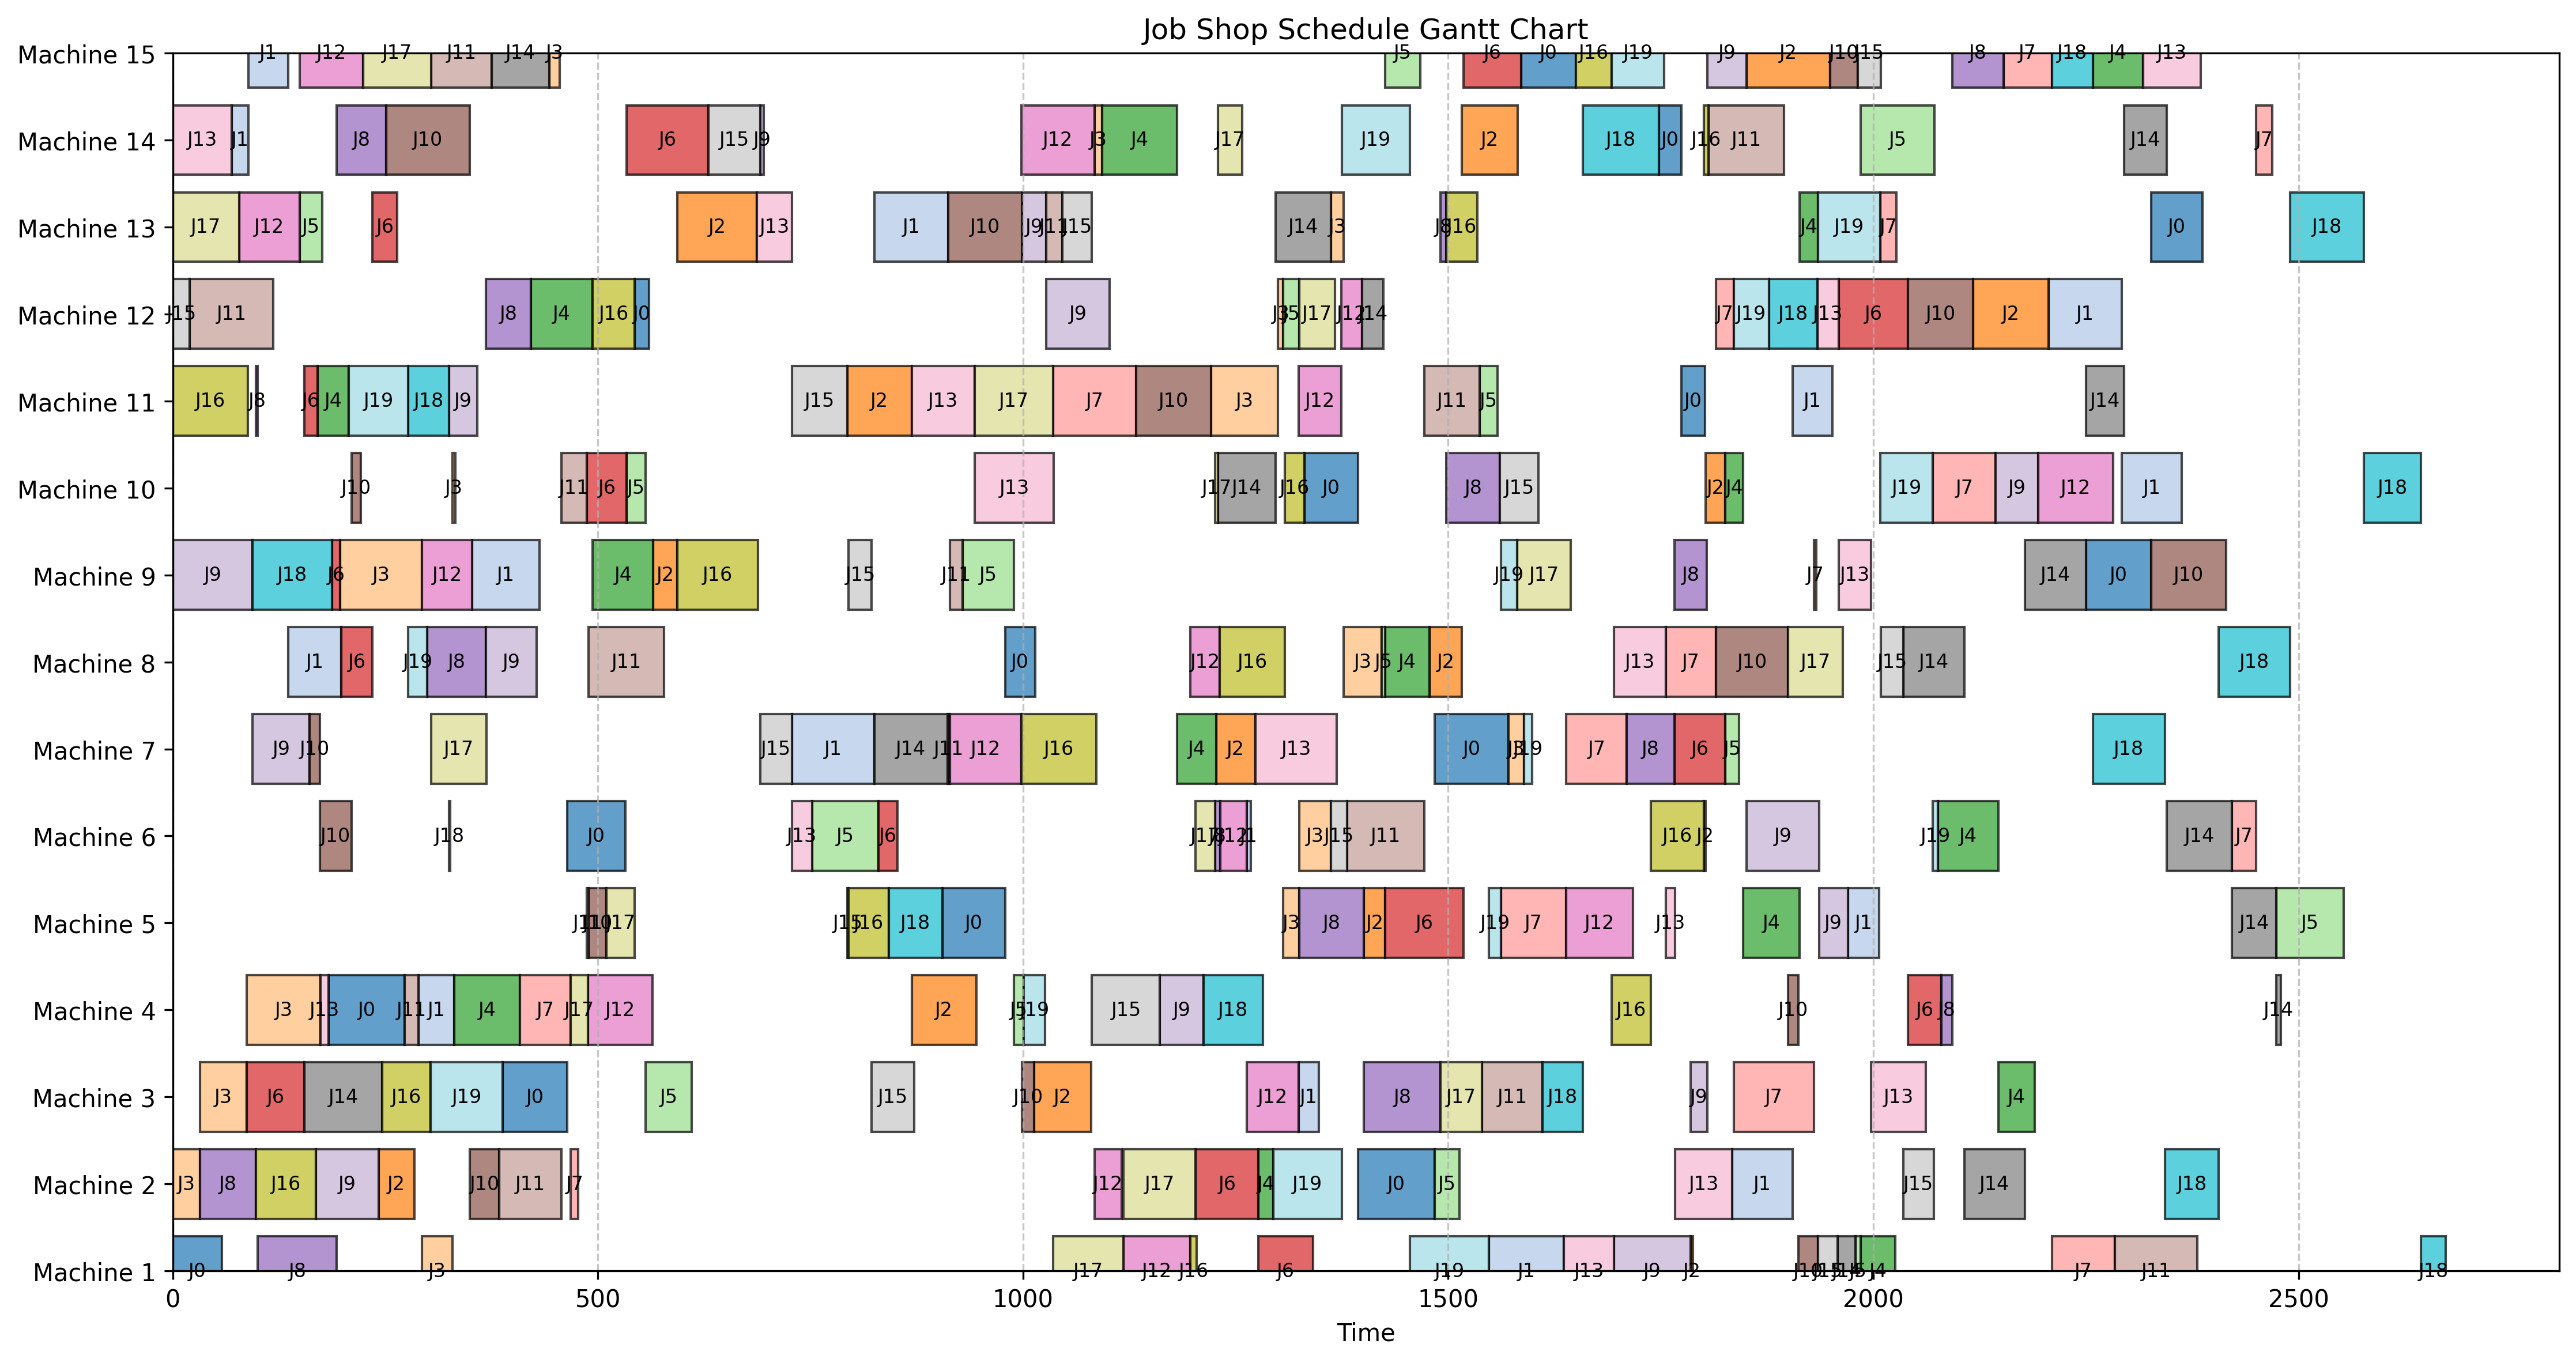 Job Shop Schedule Gantt Chart
Machine 15 J1 J12 J17 J11 J14 J3 J5 J6 J0 J16 J19 J9 J2 J10 J15 J8 J7 J18 J4 J13
Machine 14 J13 J1 J8 J10 J6 J15 J9 J12 J3 J4 J17 J19 J2 J18 J0 J16 J11 J5 J14 J7
Machine 13 J17 J12 J5 J6 J2 J13 J1 J10 J9 J11 J15 J14 J3 J8 J16 J4 J19 J7 J0 J18
Machine 12 J15 J11 J8 J4 J16 J0 J9 J3 J5 J17 J12 J14 J7 J19 J18 J13 J6 J10 J2 J1
Machine 11 J16 J8 J6 J4 J19 J18 J9 J15 J2 J13 J17 J7 J10 J3 J12 J11 J5 J0 J1 J14
Machine 10 J10 J3 J11 J6 J5 J13 J17 J14 J16 J0 J8 J15 J2 J4 J19 J7 J9 J12 J1 J18
Machine 9 J9 J18 J6 J3 J12 J1 J4 J2 J16 J15 J11 J5 J19 J17 J8 J7 J13 J14 J0 J10
Machine 8 J1 J6 J19 J8 J9 J11 J0 J12 J16 J3 J5 J4 J2 J13 J7 J10 J17 J15 J14 J18
Machine 7 J9 J10 J17 J15 J1 J14 J11 J12 J16 J4 J2 J13 J0 J3 J19 J7 J8 J6 J5 J18
Machine 6 J10 J18 J0 J13 J5 J6 J17 J8 J12 J1 J3 J15 J11 J16 J2 J9 J19 J4 J14 J7
Machine 5 J11 J10 J17 J15 J16 J18 J0 J3 J8 J2 J6 J19 J7 J12 J13 J4 J9 J1 J14 J5
Machine 4 J3 J13 J0 J11 J1 J4 J7 J17 J12 J2 J5 J19 J15 J9 J18 J16 J10 J6 J8 J14
Machine 3 J3 J6 J14 J16 J19 J0 J5 J15 J10 J2 J12 J1 J8 J17 J11 J18 J9 J7 J13 J4
Machine 2 J3 J8 J16 J9 J2 J10 J11 J7 J12 J17 J6 J4 J19 J0 J5 J13 J1 J15 J14 J18
Machine 1 J0 J8 J3 J17 J12 J16 J6 J19 J1 J13 J9 J2 J10 J15 J14 J5 J4 J7 J11 J18
0 500 1000 1500 2000 2500
Time